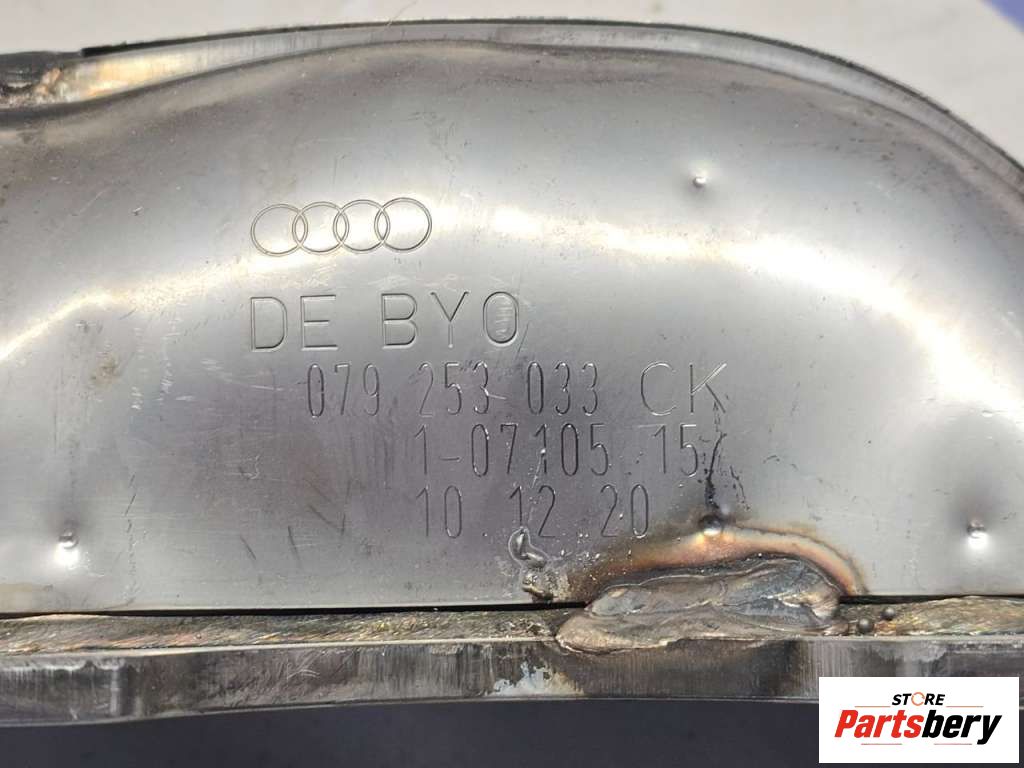 DE BYO
079 253 033 CK
1-07105 15/
10 12 20
STORE
Partsbery